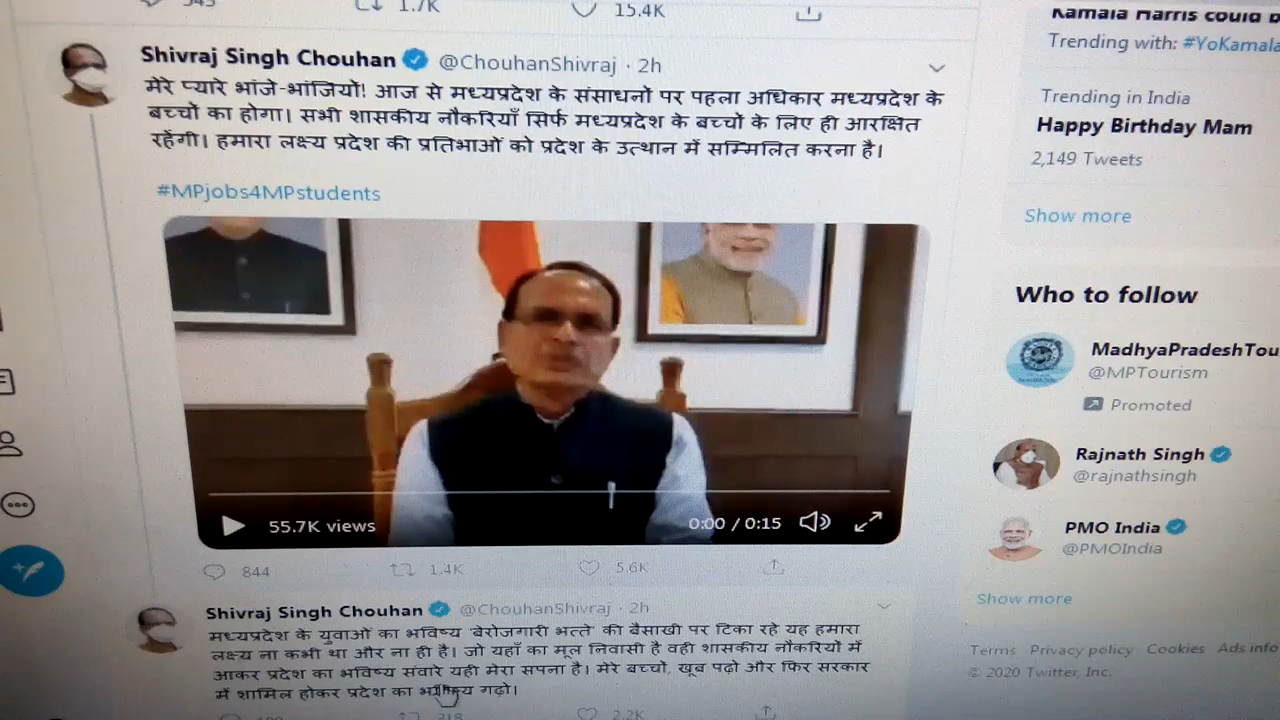 1.7K
15.4K
Shivraj Singh Chouhan @ChouhanShivraj · 2h
मेरे प्यारे भांजे-भांजियों! आज से मध्यप्रदेश के संसाधनों पर पहला अधिकार मध्यप्रदेश के
बच्चों का होगा। सभी शासकीय नौकरियाँ सिर्फ मध्यप्रदेश के बच्चों के लिए ही आरक्षित
रहेंगी। हमारा लक्ष्य प्रदेश की प्रतिभाओं को प्रदेश के उत्थान में सम्मिलित करना है।
#MPjobs4MPstudents
55.7K views
0:00 / 0:15
844 1.4K 5.6K
Shivraj Singh Chouhan @ChouhanShivraj · 2h
मध्यप्रदेश के युवाओं का भविष्य 'बेरोजगारी भत्ते' की बैसाखी पर टिका रहे यह हमारा
लक्ष्य ना कभी था और ना ही है। जो यहाँ का मूल निवासी है वही शासकीय नौकरियों में
आकर प्रदेश का भविष्य संवारे यही मेरा सपना है। मेरे बच्चों, खूब पढ़ो और फिर सरकार
में शामिल होकर प्रदेश का भविष्य गढ़ो।
318 2.2K
Kamala Harris could
Trending with: #YoKamala
Trending in India
Happy Birthday Mam
2,149 Tweets
Show more
Who to follow
MadhyaPradeshTou
@MPTourism
Promoted
Rajnath Singh
@rajnathsingh
PMO India
@PMOIndia
Show more
Terms Privacy policy Cookies Ads info
© 2020 Twitter, Inc.